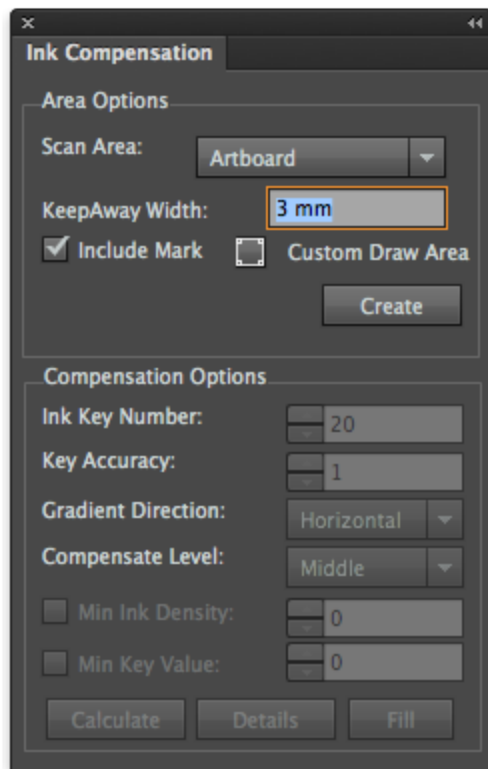 Ink Compensation
Area Options
Scan Area: Artboard
KeepAway Width: 3 mm
Include Mark Custom Draw Area
Create
Compensation Options
Ink Key Number: 20
Key Accuracy: 1
Gradient Direction: Horizontal
Compensate Level: Middle
Min Ink Density: 0
Min Key Value: 0
Calculate Details Fill